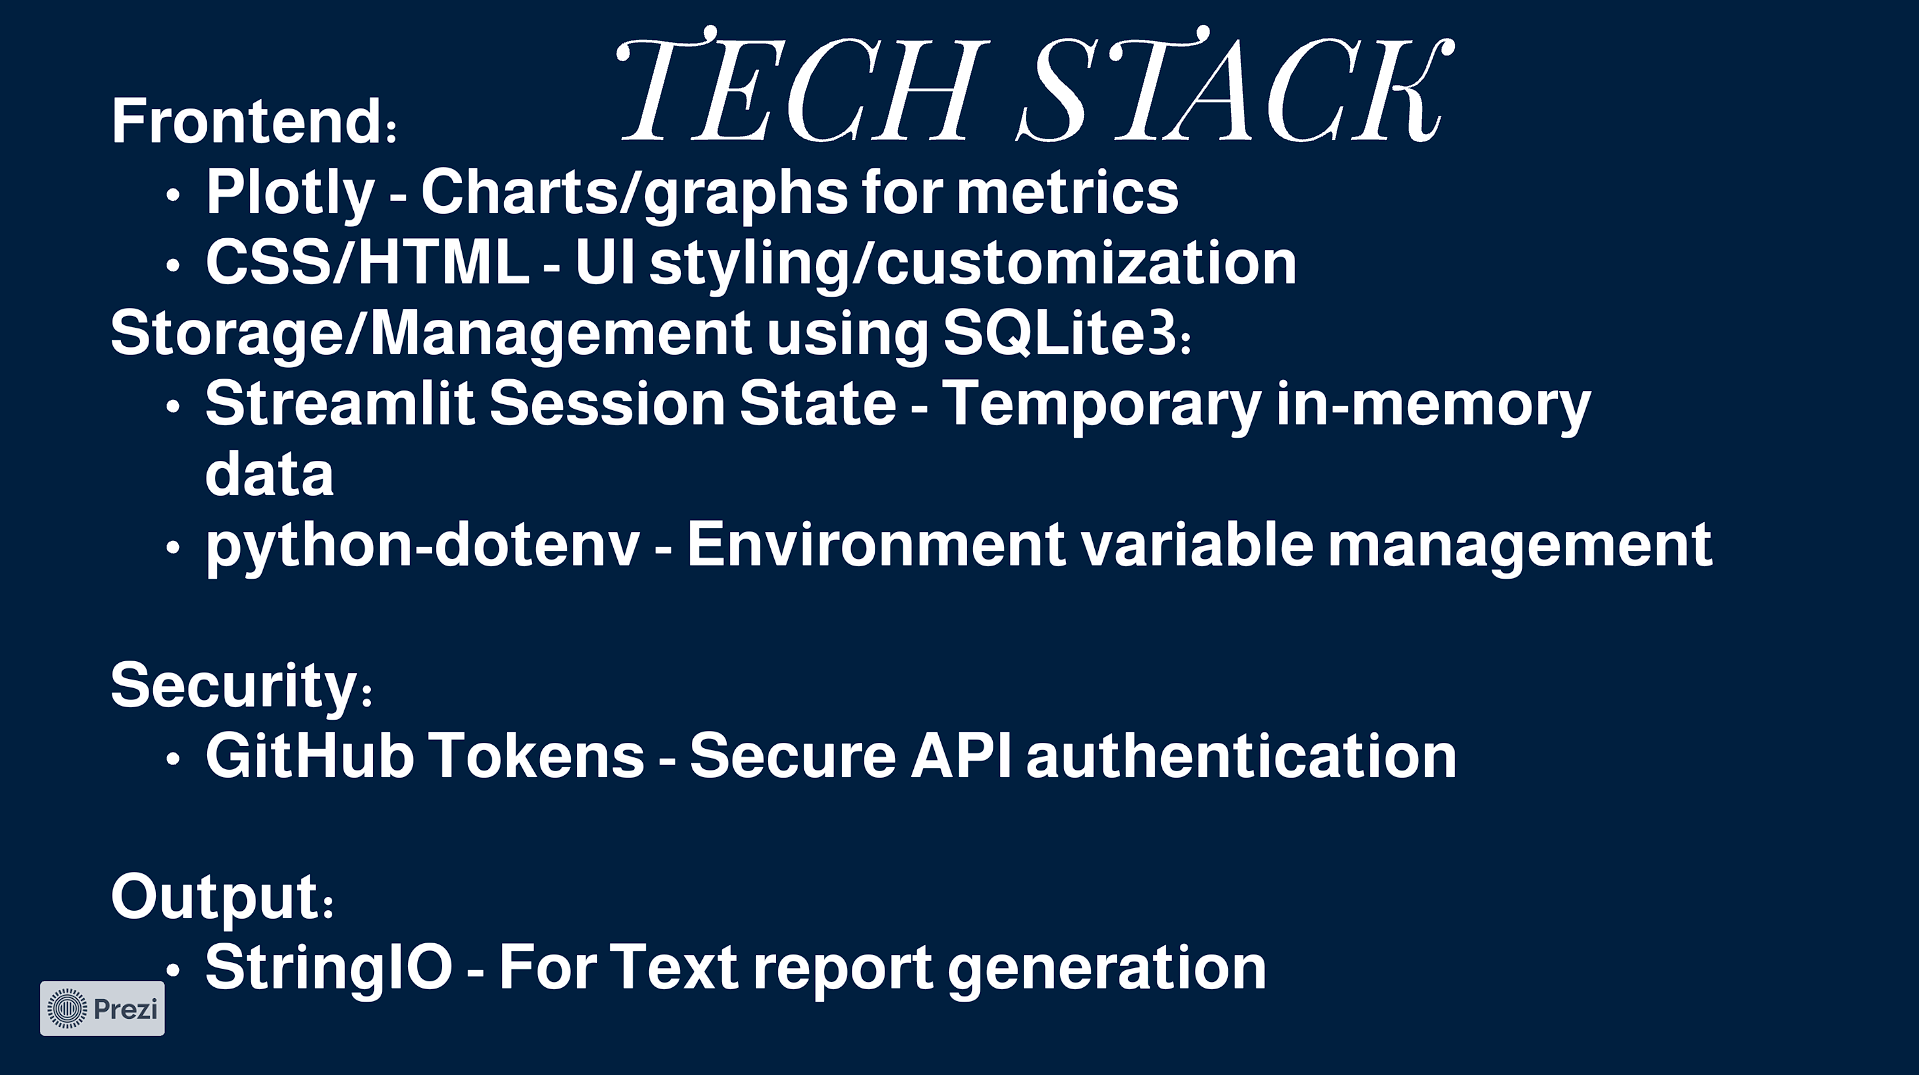 TECH STACK
Frontend:
• Plotly - Charts/graphs for metrics
• CSS/HTML - UI styling/customization
Storage/Management using SQLite3:
• Streamlit Session State - Temporary in-memory
data
• python-dotenv - Environment variable management
Security:
• GitHub Tokens - Secure API authentication
Output:
• StringIO - For Text report generation
Prezi